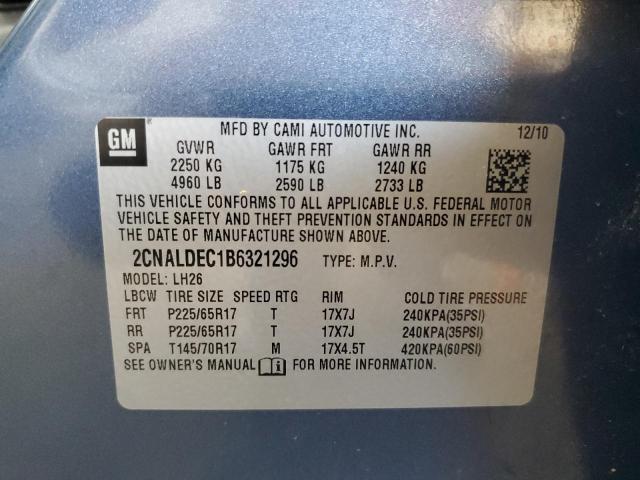 GM ® MFD BY CAMI AUTOMOTIVE INC. 12/10
GVWR GAWR FRT GAWR RR
2250 KG 1175 KG 1240 KG
4960 LB 2590 LB 2733 LB
THIS VEHICLE CONFORMS TO ALL APPLICABLE U.S. FEDERAL MOTOR
VEHICLE SAFETY AND THEFT PREVENTION STANDARDS IN EFFECT ON
THE DATE OF MANUFACTURE SHOWN ABOVE.
2CNALDEC1B6321296 TYPE: M.P.V.
MODEL: LH26
LBCW TIRE SIZE SPEED RTG RIM COLD TIRE PRESSURE
FRT P225/65R17 T 17X7J 240KPA(35PSI)
RR P225/65R17 T 17X7J 240KPA(35PSI)
SPA T145/70R17 M 17X4.5T 420KPA(60PSI)
SEE OWNER'S MANUAL i FOR MORE INFORMATION.